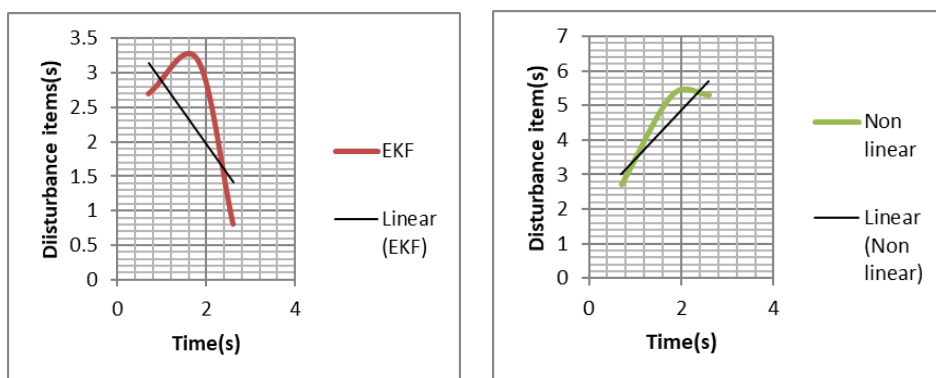 3.5
3
2.5
2
1.5
1
0.5
0
0
2
4
Diisturbance items(s)
Time(s)
EKF
Linear
(EKF)
7
6
5
4
3
2
1
0
0
2
4
Disturbance item(s)
Time(s)
Non
linear
Linear
(Non
linear)